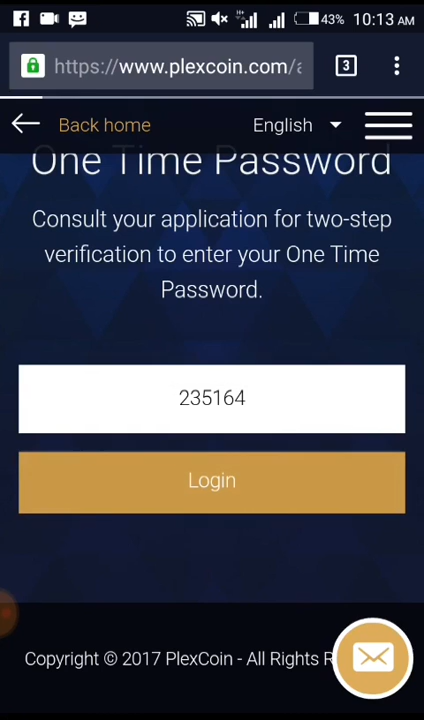 43% 10:13 AM
https://www.plexcoin.com/a
3
Back home English
One Time Password
Consult your application for two-step
verification to enter your One Time
Password.
235164
Login
Copyright © 2017 PlexCoin - All Rights R